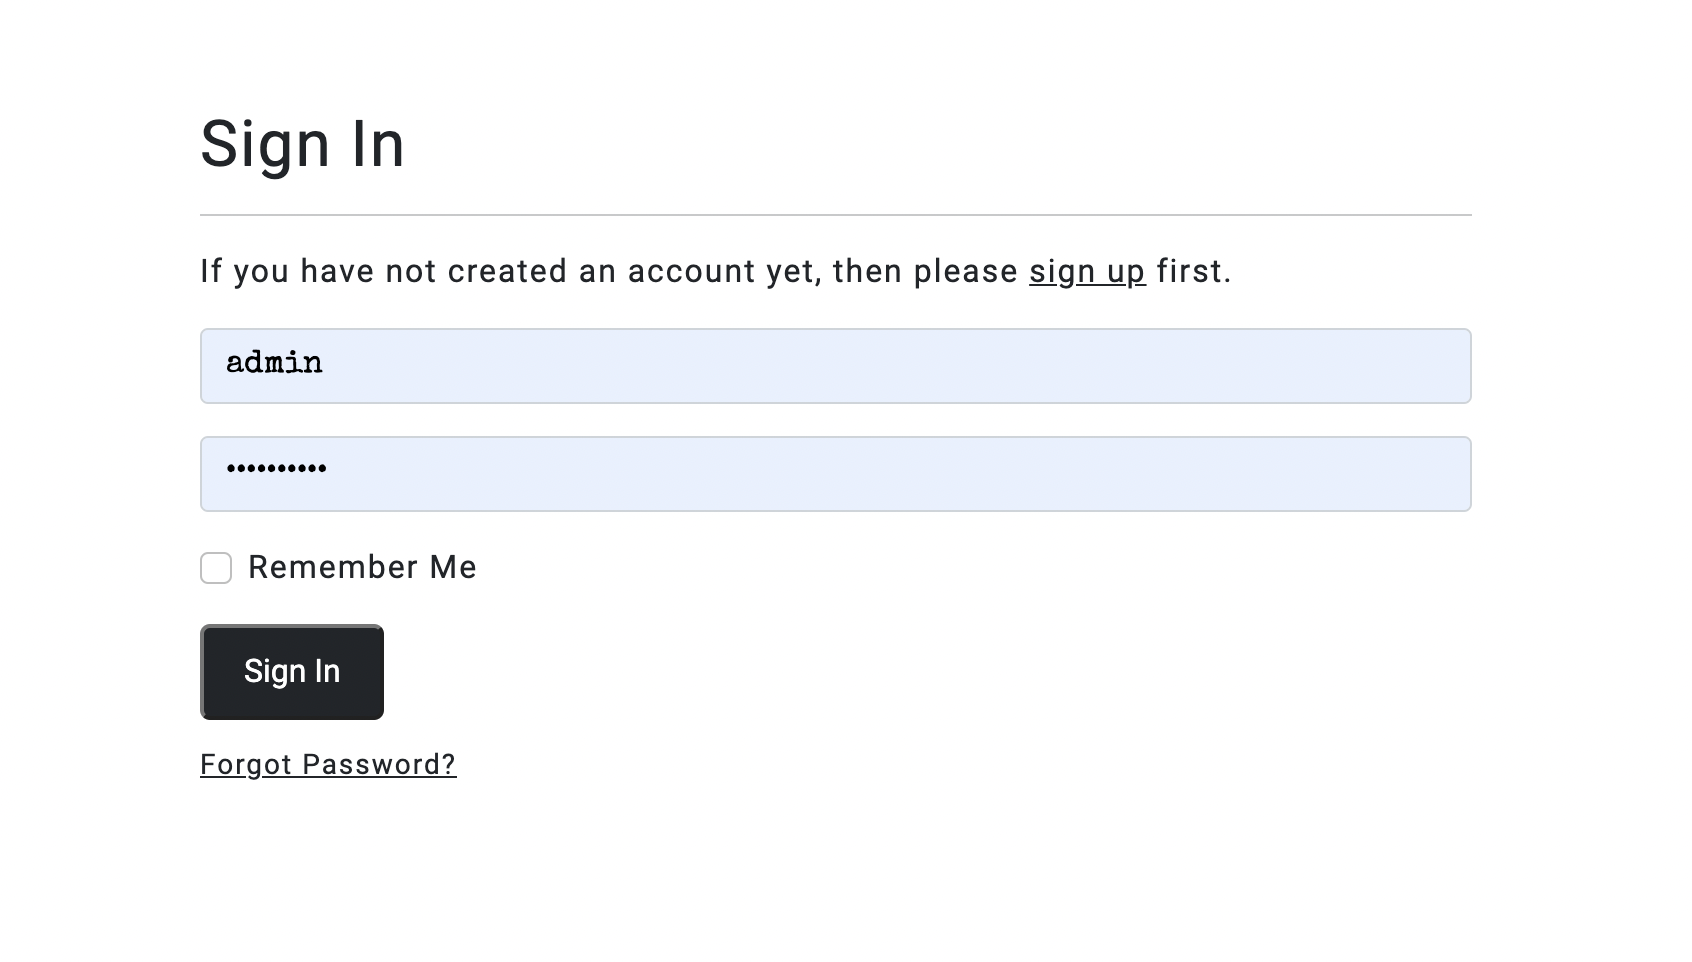 Sign In
If you have not created an account yet, then please sign up first.
admin
••••••••••
Remember Me
Sign In
Forgot Password?